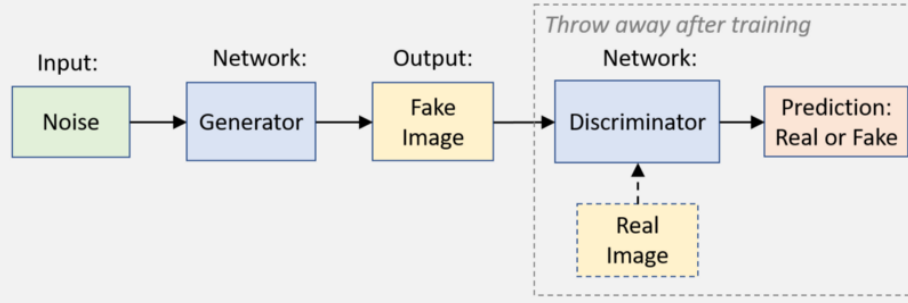 Throw away after training
Input:
Network:
Output:
Network:
Noise
Generator
Fake
Image
Discriminator
Prediction:
Real or Fake
Real
Image